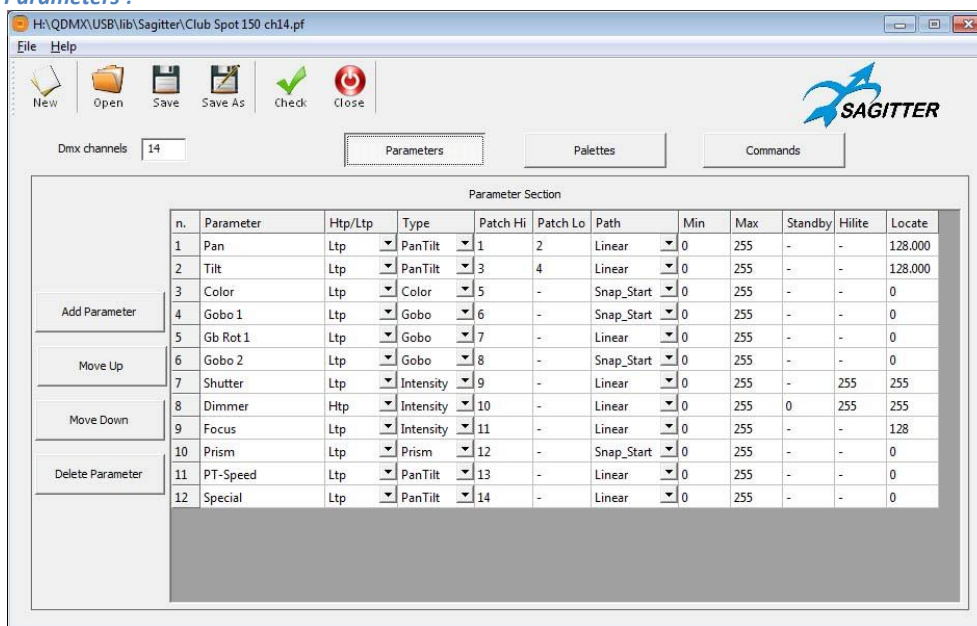 Parameters :
H:\QDMX\USB\lib\Sagitter\Club Spot 150 ch14.pf
File Help
New Open Save Save As Check Close
SAGITTER
Dmx channels 14 Parameters Palettes Commands
Parameter Section
n. Parameter Htp/Ltp Type Patch Hi Patch Lo Path Min Max Standby Hilite Locate
1 Pan Ltp PanTilt 1 2 Linear 0 255 - - 128.000
2 Tilt Ltp PanTilt 3 4 Linear 0 255 - - 128.000
3 Color Ltp Color 5 - Snap_Start 0 255 - - 0
4 Gobo 1 Ltp Gobo 6 - Snap_Start 0 255 - - 0
5 Gb Rot 1 Ltp Gobo 7 - Linear 0 255 - - 0
6 Gobo 2 Ltp Gobo 8 - Snap_Start 0 255 - - 0
7 Shutter Ltp Intensity 9 - Linear 0 255 - 255 255
8 Dimmer Htp Intensity 10 - Linear 0 255 0 255 255
9 Focus Ltp Intensity 11 - Linear 0 255 - - 128
10 Prism Ltp Prism 12 - Snap_Start 0 255 - - 0
11 PT-Speed Ltp PanTilt 13 - Linear 0 255 - - 0
12 Special Ltp PanTilt 14 - Linear 0 255 - - 0
Add Parameter
Move Up
Move Down
Delete Parameter